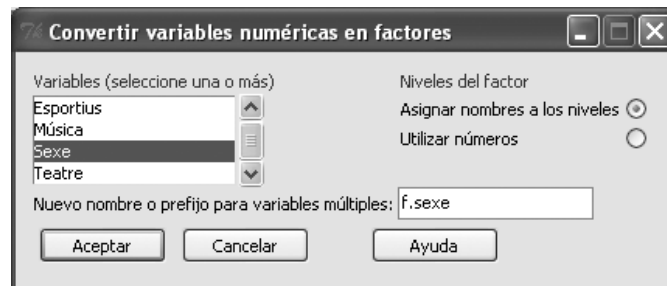 Convertir variables numéricas en factores
Variables (seleccione una o más)
Esportius
Música
Sexe
Teatre
Niveles del factor
Asignar nombres a los niveles
Utilizar números
Nuevo nombre o prefijo para variables múltiples: f.sexe
Aceptar
Cancelar
Ayuda